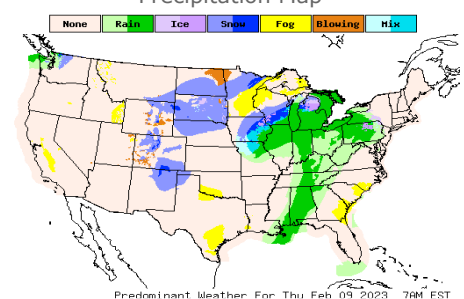 Precipitation Map
None Rain Ice Snow Fog Blowing Mix
Predominant Weather For Thu Feb 09 2023 7AM EST